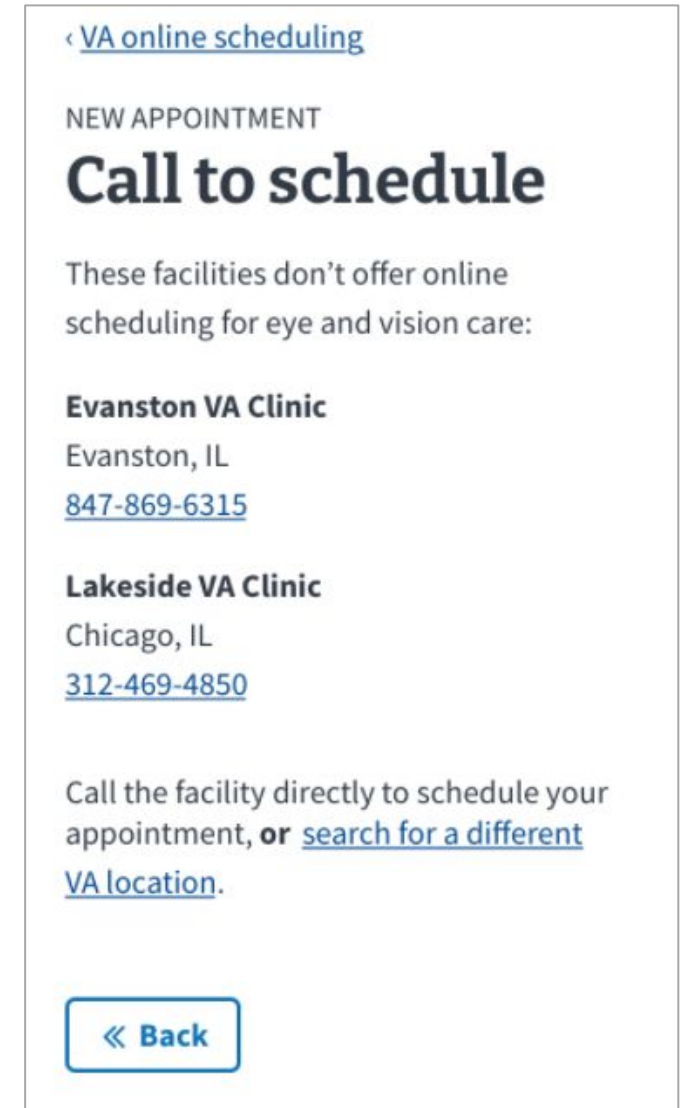 ‹ VA online scheduling
NEW APPOINTMENT
Call to schedule
These facilities don’t offer online
scheduling for eye and vision care:
Evanston VA Clinic
Evanston, IL
847-869-6315
Lakeside VA Clinic
Chicago, IL
312-469-4850
Call the facility directly to schedule your
appointment, or search for a different
VA location.
« Back